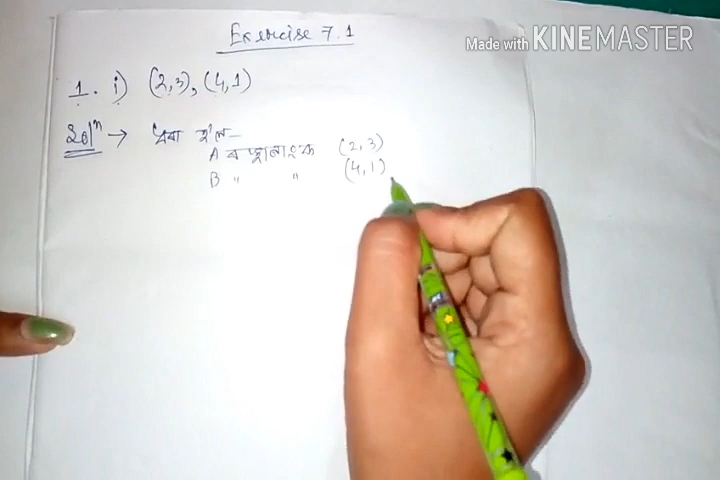 Exercise 7.1
Made with KINEMASTER
1. i) (2,3), (4,1)
Solⁿ → ধৰা হ'ল—
A ৰ স্থানাংক (2,3)
B " " (4,1)